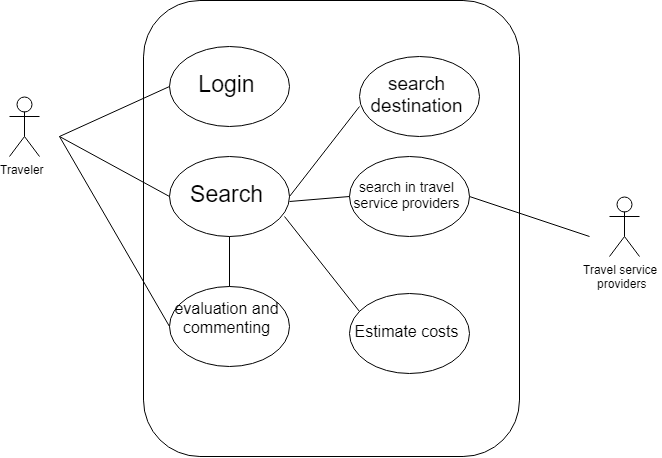 Login
search
destination
Traveler
Search
search in travel
service providers
Travel service
providers
evaluation and
commenting
Estimate costs